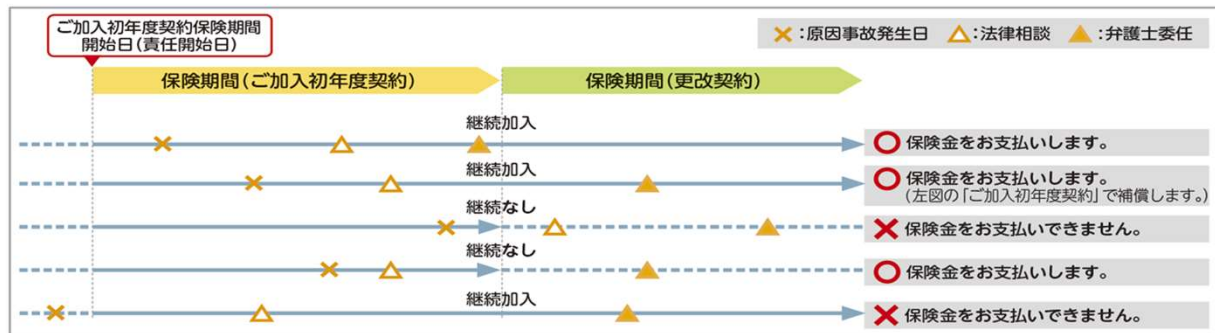 ご加入初年度契約保険期間
開始日(責任開始日)
×:原因事故発生日 △:法律相談 ▲:弁護士委任
保険期間(ご加入初年度契約)
保険期間(更改契約)
継続加入
保険金をお支払いします。
継続加入
保険金をお支払いします。
(左図の「ご加入初年度契約」で補償します。)
継続なし
保険金をお支払いできません。
継続なし
保険金をお支払いします。
継続加入
保険金をお支払いできません。